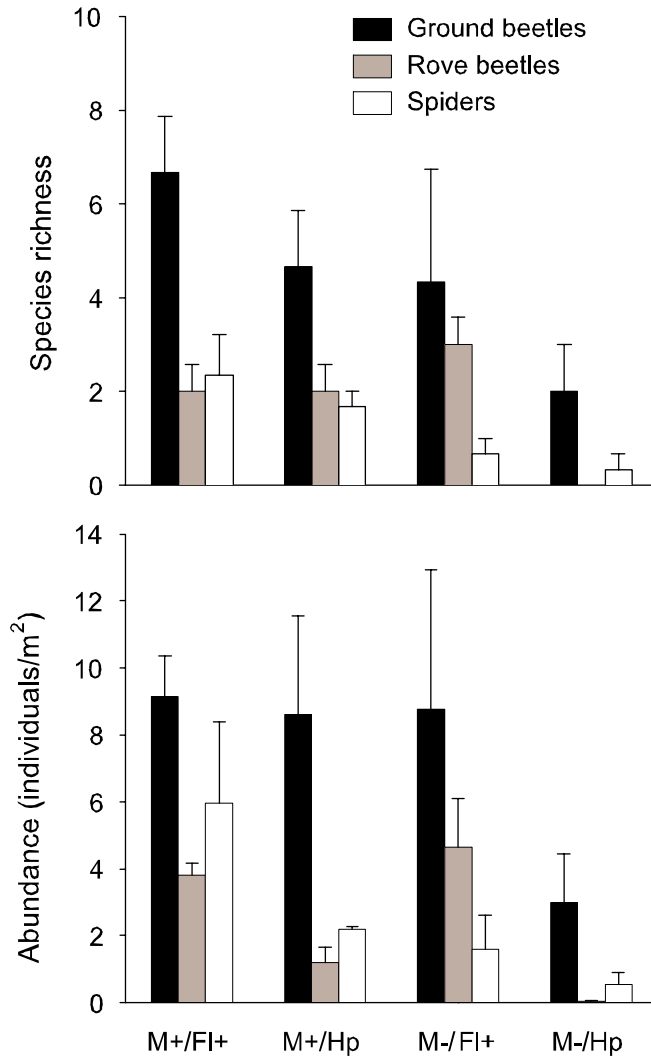 10
8
6
4
2
0
Species richness
Ground beetles
Rove beetles
Spiders
14
12
10
8
6
4
2
0
Abundance (individuals/m²)
M+/Fl+ M+/Hp M-/Fl+ M-/Hp